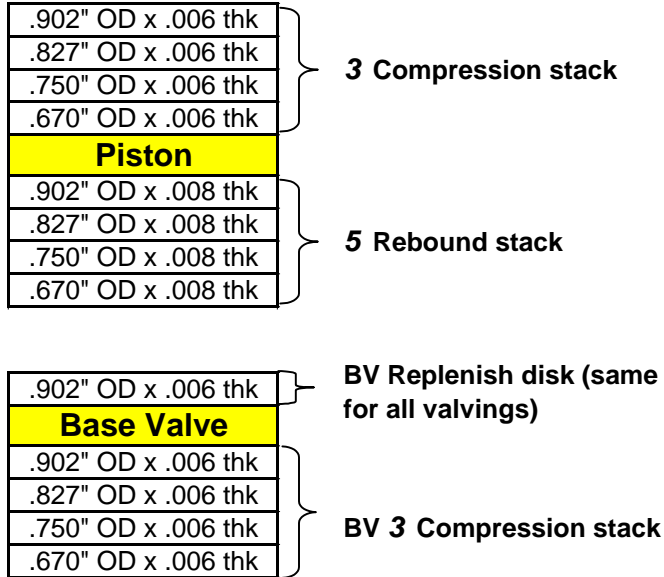 .902" OD x .006 thk
.827" OD x .006 thk
.750" OD x .006 thk
.670" OD x .006 thk
3 Compression stack
Piston
.902" OD x .008 thk
.827" OD x .008 thk
.750" OD x .008 thk
.670" OD x .008 thk
5 Rebound stack
.902" OD x .006 thk
BV Replenish disk (same
for all valvings)
Base Valve
.902" OD x .006 thk
.827" OD x .006 thk
.750" OD x .006 thk
.670" OD x .006 thk
BV 3 Compression stack